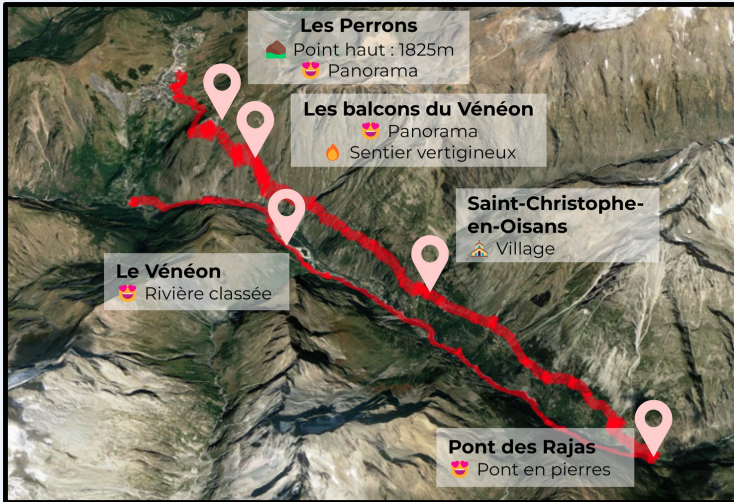 Les Perrons
Point haut : 1825m
Panorama
Les balcons du Vénéon
Panorama
Sentier vertigineux
Saint-Christophe-
en-Oisans
Village
Le Vénéon
Rivière classée
Pont des Rajas
Pont en pierres